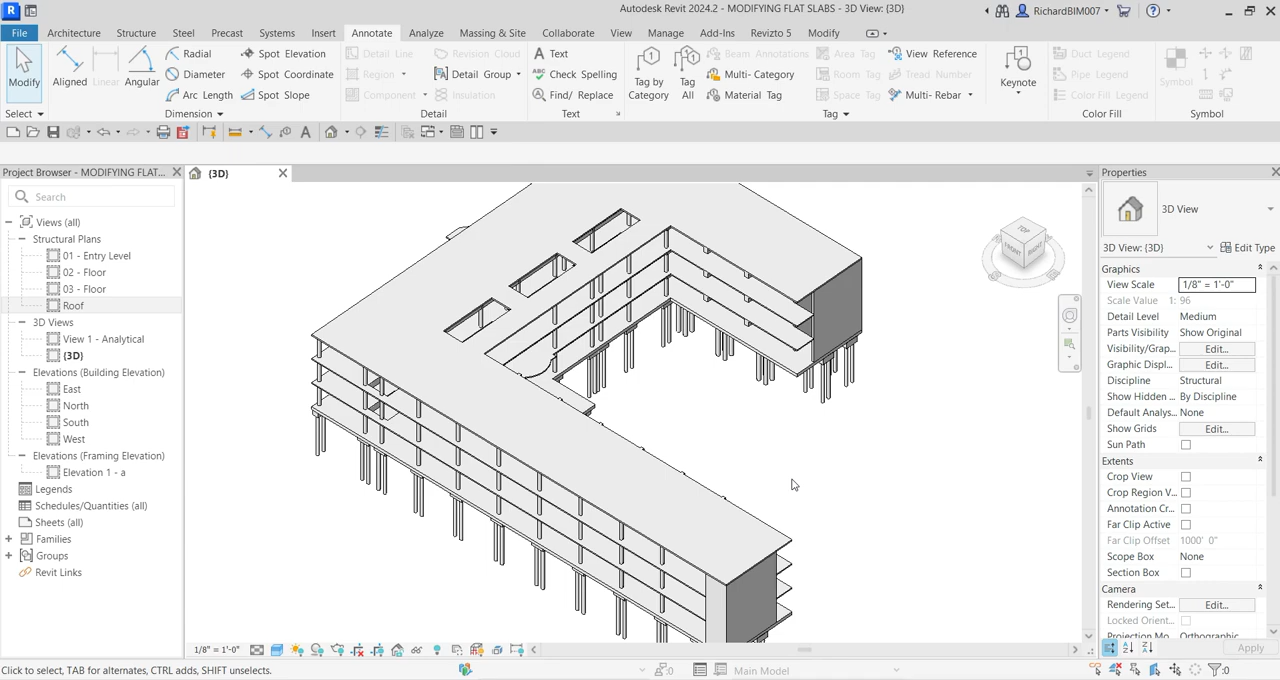 R
Autodesk Revit 2024.2 - MODIFYING FLAT SLABS - 3D View: {3D}
RichardBIM007
File Architecture Structure Steel Precast Systems Insert Annotate Analyze Massing & Site Collaborate View Manage Add-Ins Revizto 5 Modify
Modify
Aligned Linear Angular
Radial
Diameter
Arc Length
Spot Elevation
Spot Coordinate
Spot Slope
Detail Line
Region
Component
Revision Cloud
Detail Group
Insulation
Text
Check Spelling
Find/ Replace
Tag by Category
Tag All
Beam Annotations
Multi- Category
Material Tag
Area Tag
Room Tag
Space Tag
View Reference
Tread Number
Multi- Rebar
Keynote
Duct Legend
Pipe Legend
Color Fill Legend
Symbol
Select Dimension Detail Text Tag Color Fill Symbol
Project Browser - MODIFYING FLAT...
Search
Views (all)
Structural Plans
01 - Entry Level
02 - Floor
03 - Floor
Roof
3D Views
View 1 - Analytical
{3D}
Elevations (Building Elevation)
East
North
South
West
Elevations (Framing Elevation)
Elevation 1 - a
Legends
Schedules/Quantities (all)
Sheets (all)
Families
Groups
Revit Links
{3D}
TOP
FRONT
RIGHT
Properties
3D View
3D View: {3D} Edit Type
Graphics
View Scale 1/8" = 1'-0"
Scale Value 1: 96
Detail Level Medium
Parts Visibility Show Original
Visibility/Grap... Edit...
Graphic Displ... Edit...
Discipline Structural
Show Hidden ... By Discipline
Default Analys... None
Show Grids Edit...
Sun Path
Extents
Crop View
Crop Region V...
Annotation Cr...
Far Clip Active
Far Clip Offset 1000' 0"
Scope Box None
Section Box
Camera
Rendering Set... Edit...
Locked Orient...
Projection Mo... Orthographic
Apply
1/8" = 1'-0"
Click to select, TAB for alternates, CTRL adds, SHIFT unselects.
:0
Main Model
:0